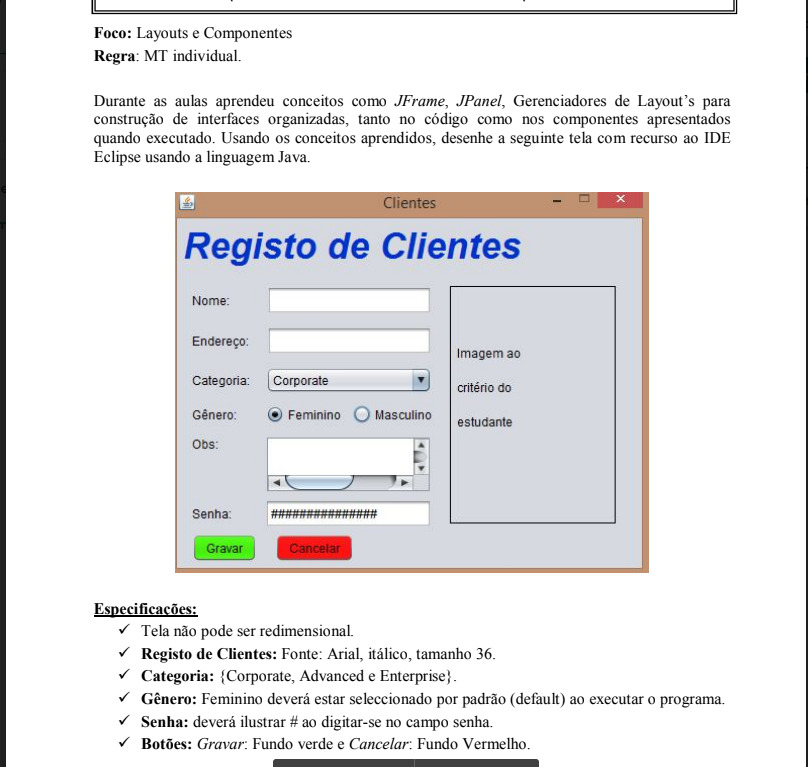 Foco: Layouts e Componentes
Regra: MT individual.
Durante as aulas aprendeu conceitos como JFrame, JPanel, Gerenciadores de Layout’s para
construção de interfaces organizadas, tanto no código como nos componentes apresentados
quando executado. Usando os conceitos aprendidos, desenhe a seguinte tela com recurso ao IDE
Eclipse usando a linguagem Java.
Clientes
Registo de Clientes
Nome:
Endereço:
Categoria: Corporate
Gênero: Feminino Masculino
Obs:
Senha: ###############
Gravar Cancelar
Imagem ao
critério do
estudante
Especificações:
✓ Tela não pode ser redimensional.
✓ Registo de Clientes: Fonte: Arial, itálico, tamanho 36.
✓ Categoria: {Corporate, Advanced e Enterprise}.
✓ Gênero: Feminino deverá estar seleccionado por padrão (default) ao executar o programa.
✓ Senha: deverá ilustrar # ao digitar-se no campo senha.
✓ Botões: Gravar: Fundo verde e Cancelar: Fundo Vermelho.